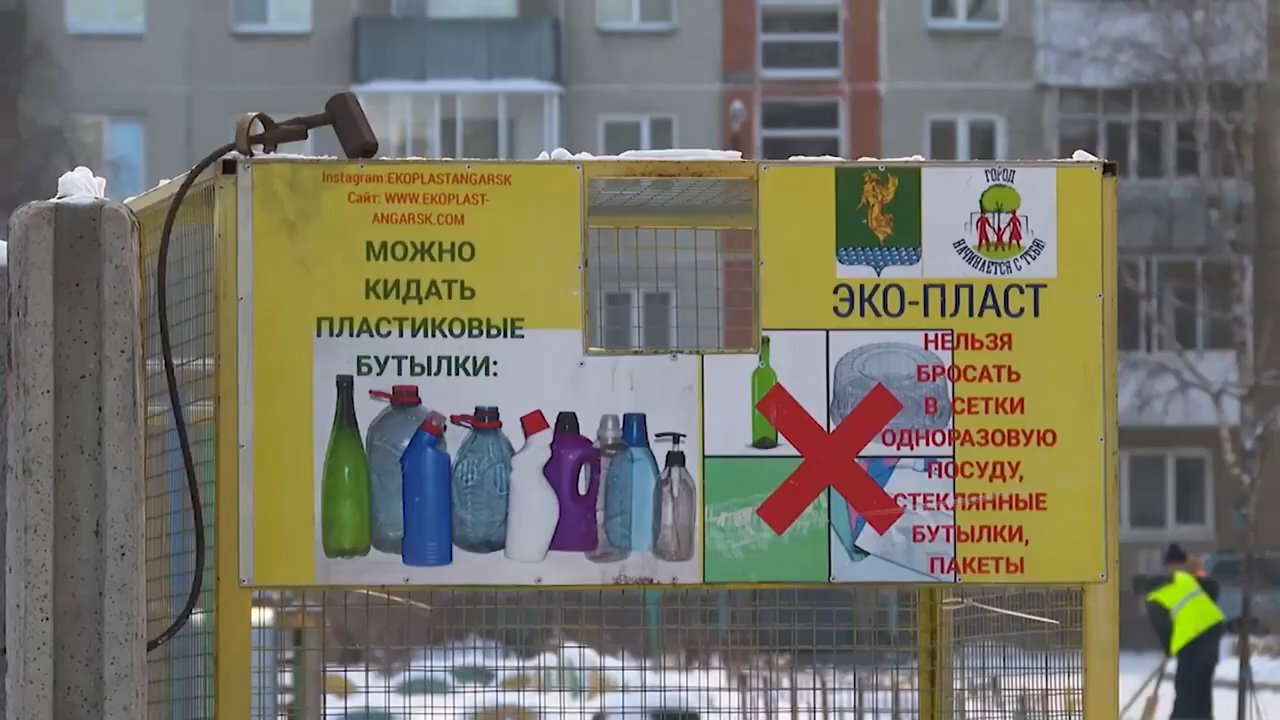 Instagram:EKOPLASTANGARSK
Сайт: WWW.EKOPLAST-
ANGARSK.COM
МОЖНО
КИДАТЬ
ПЛАСТИКОВЫЕ
БУТЫЛКИ:
ГОРОД
НАЧИНАЕТСЯ С ТЕБЯ!
ЭКО-ПЛАСТ
НЕЛЬЗЯ
БРОСАТЬ
В СЕТКИ
ОДНОРАЗОВУЮ
ПОСУДУ,
СТЕКЛЯННЫЕ
БУТЫЛКИ,
ПАКЕТЫ